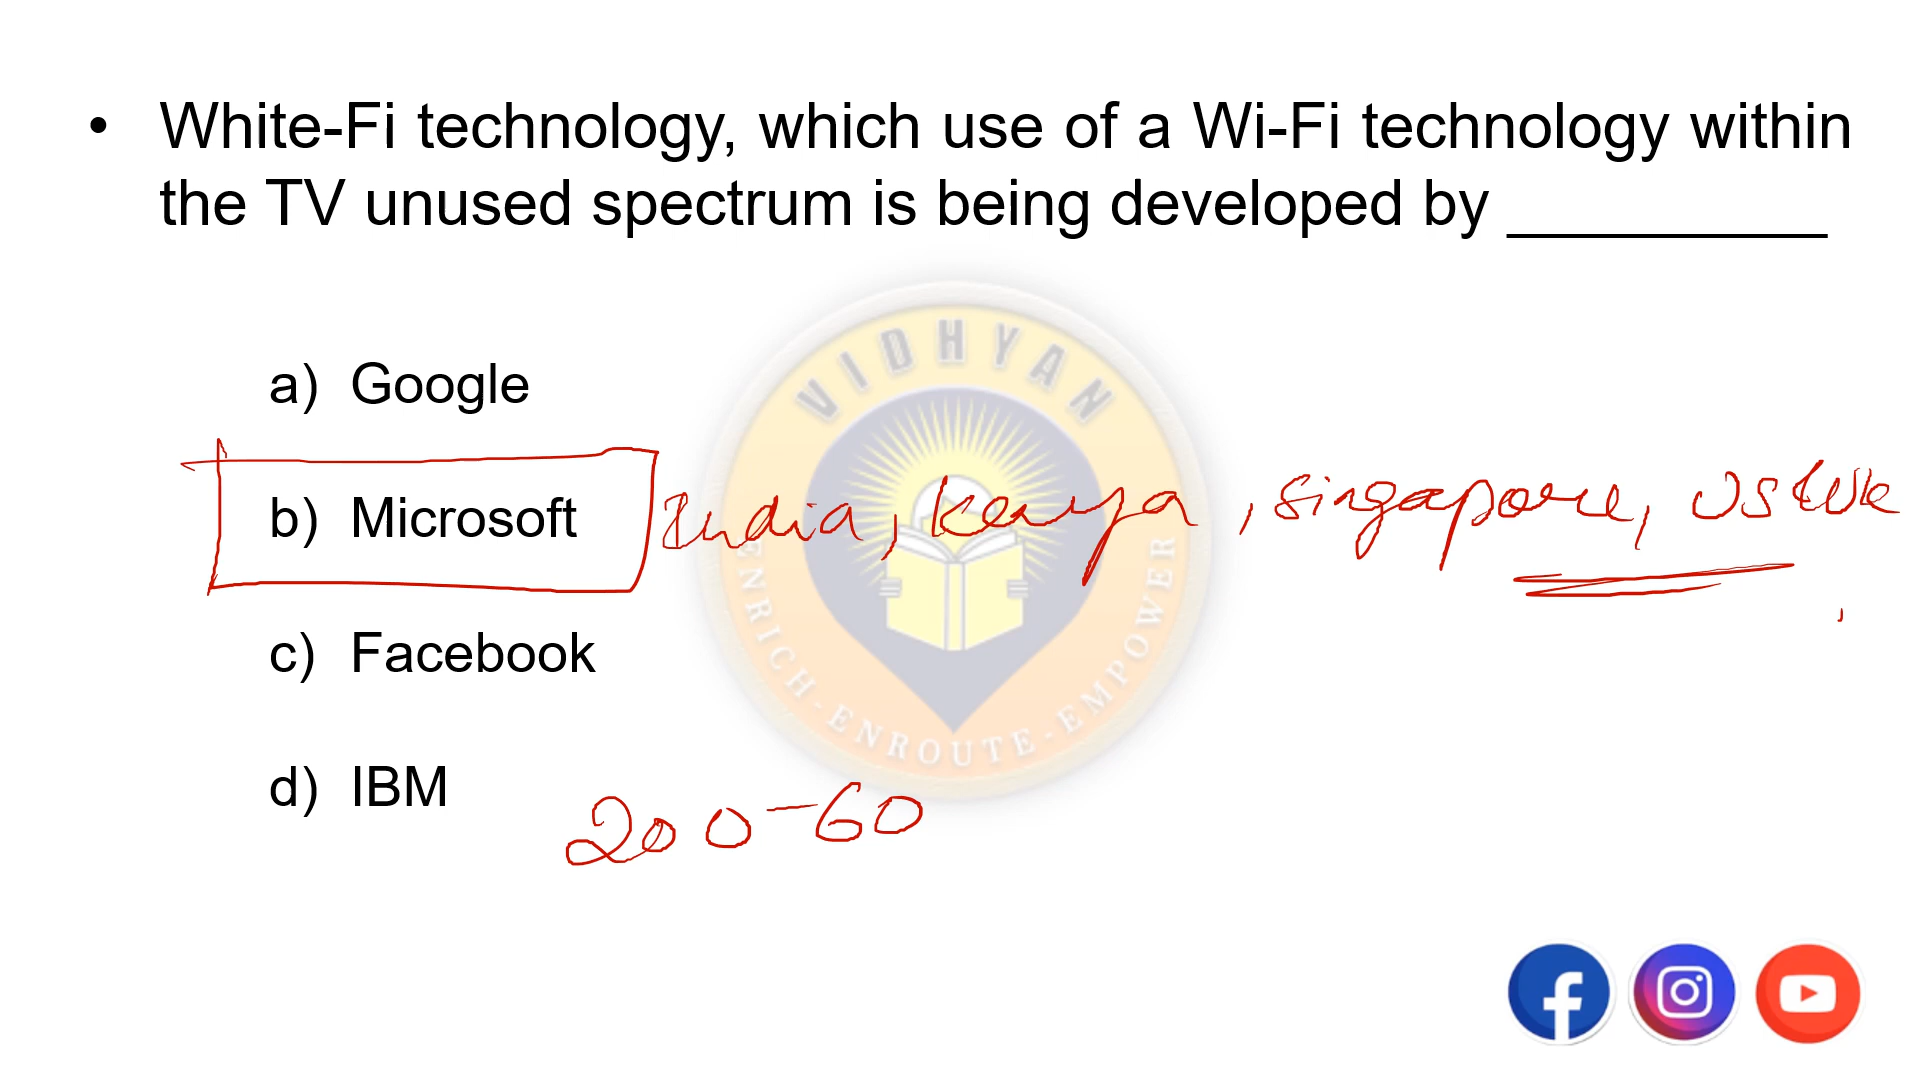 • White-Fi technology, which use of a Wi-Fi technology within
the TV unused spectrum is being developed by __________
VIDHYAN
a) Google
b) Microsoft India, kenya, singapore, US & UK
c) Facebook
ENRICH-ENROUTE-EMPOWER
d) IBM
200-60